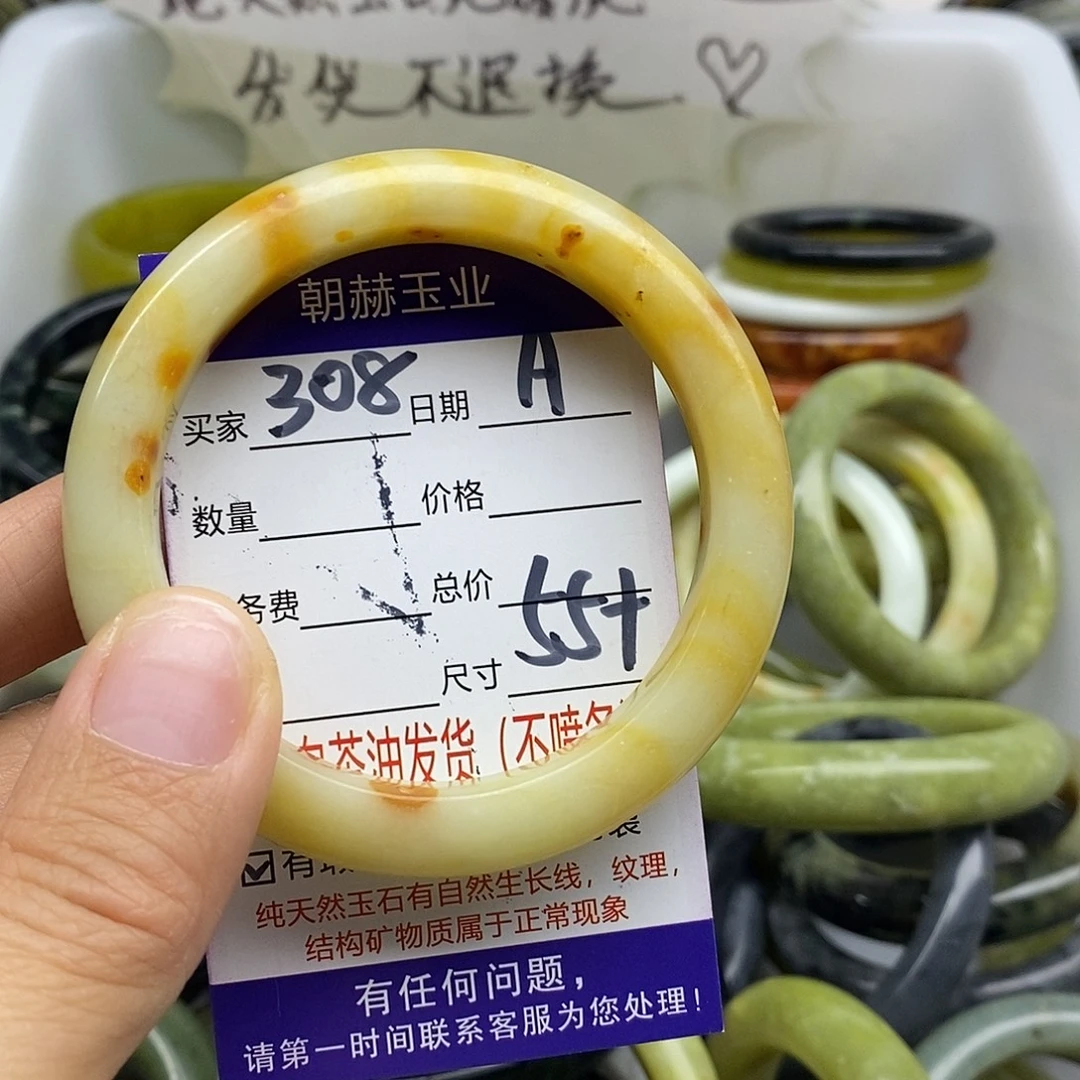 不退换
朝赫玉业
买家 308 日期 A
数量 价格
务费 总价
55+
尺寸
茶油发货（不喷
有
纯天然玉石有自然生长线，纹理，
结构矿物质属于正常现象
有任何问题，
请第一时间联系客服为您处理！